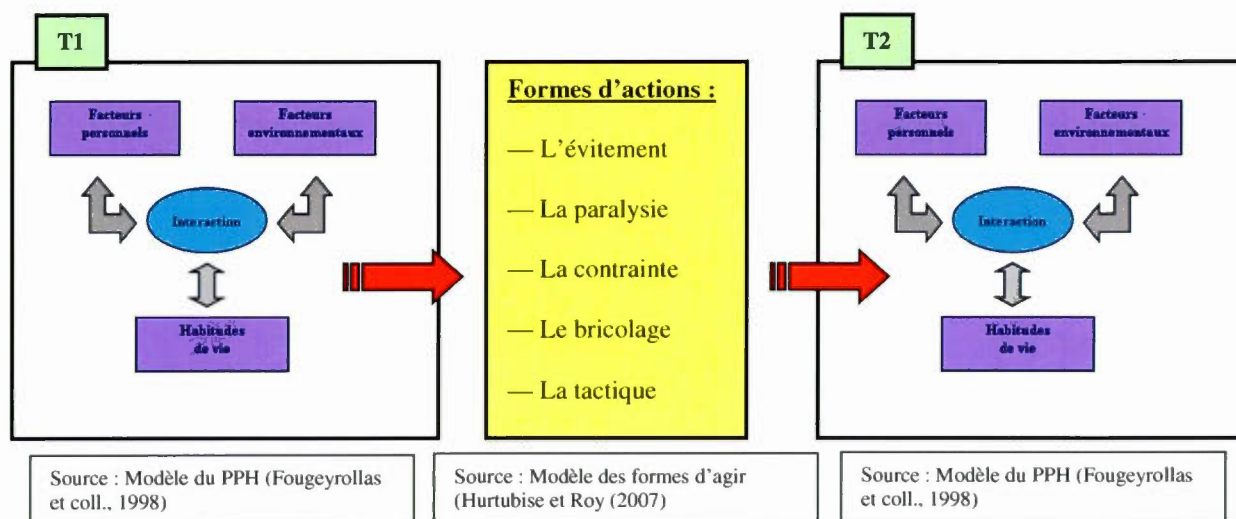 T1
Facteurs
personnels
Facteurs
environnementaux
Interaction
Habitudes
de vie
Source : Modèle du PPH (Fougeyrollas
et coll., 1998)
Formes d'actions :
— L'évitement
— La paralysie
— La contrainte
— Le bricolage
— La tactique
Source : Modèle des formes d'agir
(Hurtubise et Roy (2007)
T2
Facteurs
personnels
Facteurs
environnementaux
Interaction
Habitudes
de vie
Source : Modèle du PPH (Fougeyrollas
et coll., 1998)